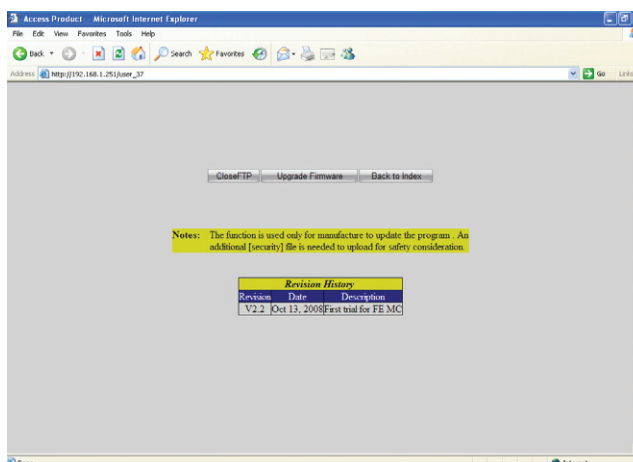 Access Product - Microsoft Internet Explorer
File Edit View Favorites Tools Help
Back Search Favorites
Address http://192.168.1.251/user_37 Go Links
CloseFTP Upgrade Firmware Back to Index
Notes: The function is used only for manufacture to update the program . An
additional [security] file is needed to upload for safety consideration.
Revision History
Revision Date Description
V2.2 Oct 13, 2008 First trial for FE MC